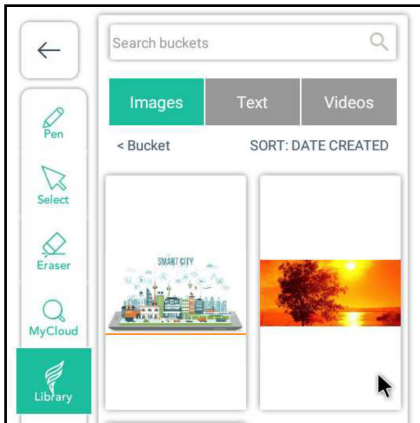 Search buckets
Images Text Videos
< Bucket SORT: DATE CREATED
Pen
Select
Eraser
MyCloud
Library
SMART CITY